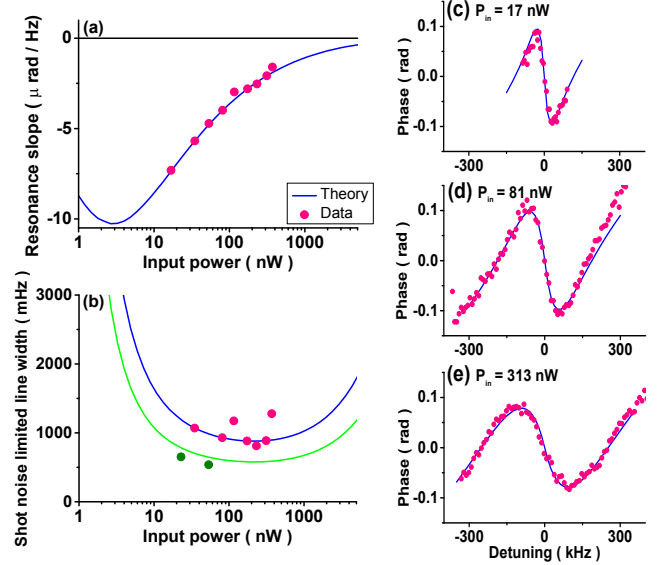 (a)
Resonance slope ( μ rad / Hz )
0
-5
-10
1
10
100
1000
Input power ( nW )
Theory
Data
(b)
Shot noise limited line width ( mHz )
3000
2000
1000
0
1
10
100
1000
Input power ( nW )
(c) P in = 17 nW
Phase ( rad )
0.1
0.0
-0.1
-300
0
300
(d) P in = 81 nW
Phase ( rad )
0.1
0.0
-0.1
-300
0
300
(e) P in = 313 nW
Phase ( rad )
0.1
0.0
-0.1
-300
0
300
Detuning ( kHz )